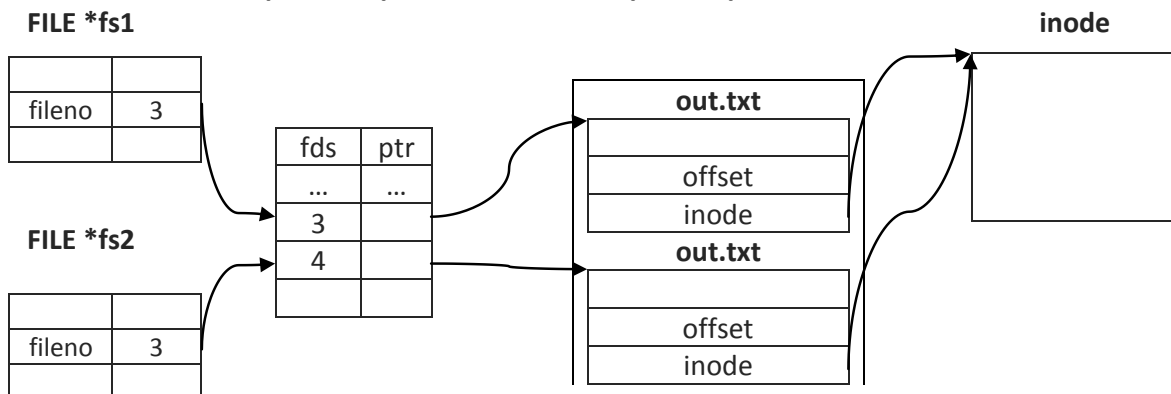 FILE *fs1
inode
fileno 3
out.txt
fds ptr
... ...
offset
3
inode
FILE *fs2
4
out.txt
offset
fileno 3
inode